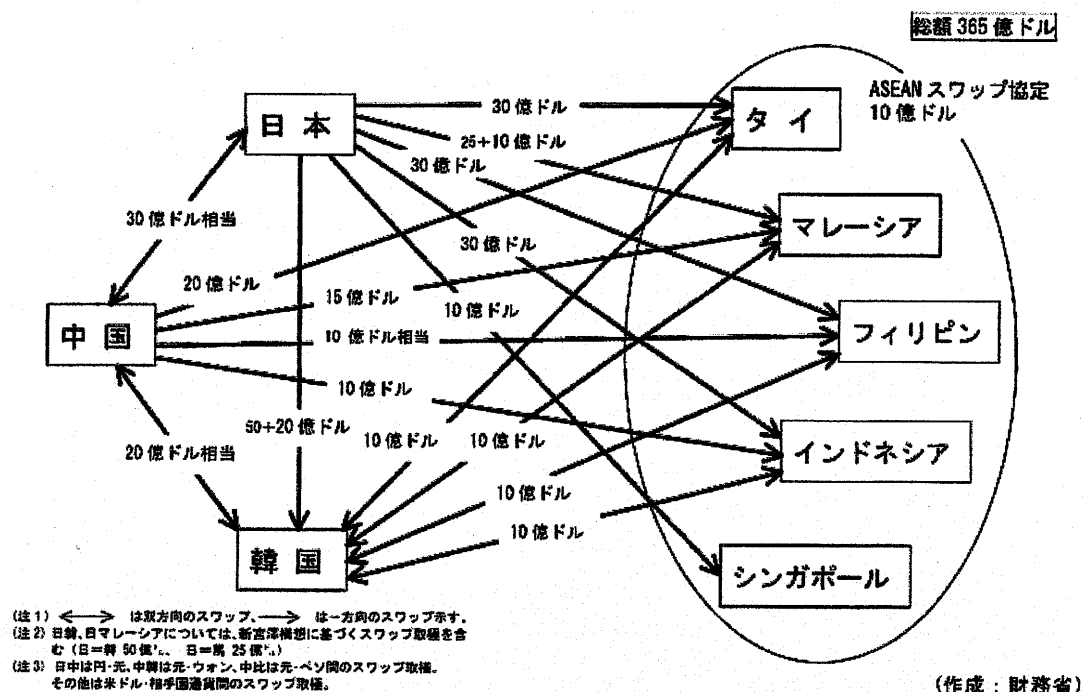 総額 365 億ドル
ASEAN スワップ協定
10 億ドル
日 本
タ イ
マレーシア
フィリピン
インドネシア
シンガポール
中 国
韓 国
30 億ドル
25+10 億ドル
30 億ドル
30 億ドル
10 億ドル
30 億ドル相当
20 億ドル
15 億ドル
10 億ドル相当
10 億ドル
50+20 億ドル
20 億ドル相当
10 億ドル
10 億ドル
10 億ドル
10 億ドル
(注1) ←→ は双方向のスワップ、→ は一方向のスワップ示す。
(注2) 日韓、日マレーシアについては、新宮澤構想に基づくスワップ取極を含
む (日=韓 50億㌦、 日=馬 25億㌦)
(注3) 日中は円-元、中韓は元-ウォン、中比は元-ペソ間のスワップ取極。
その他は米ドル-相手国通貨間のスワップ取極。
(作成：財務省)